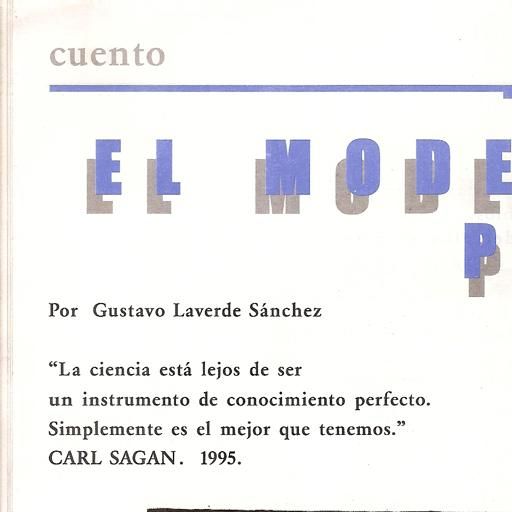 cuento
EL MODE
P
Por Gustavo Laverde Sánchez
“La ciencia está lejos de ser
un instrumento de conocimiento perfecto.
Simplemente es el mejor que tenemos.”
CARL SAGAN. 1995.